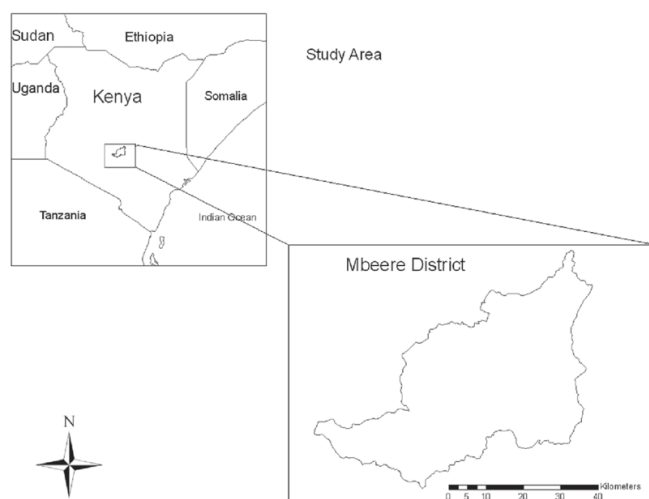 Sudan
Ethiopia
Study Area
Uganda
Kenya
Somalia
Tanzania
Indian Ocean
Mbeere District
N
Kilometers
0 5 10 20 30 40